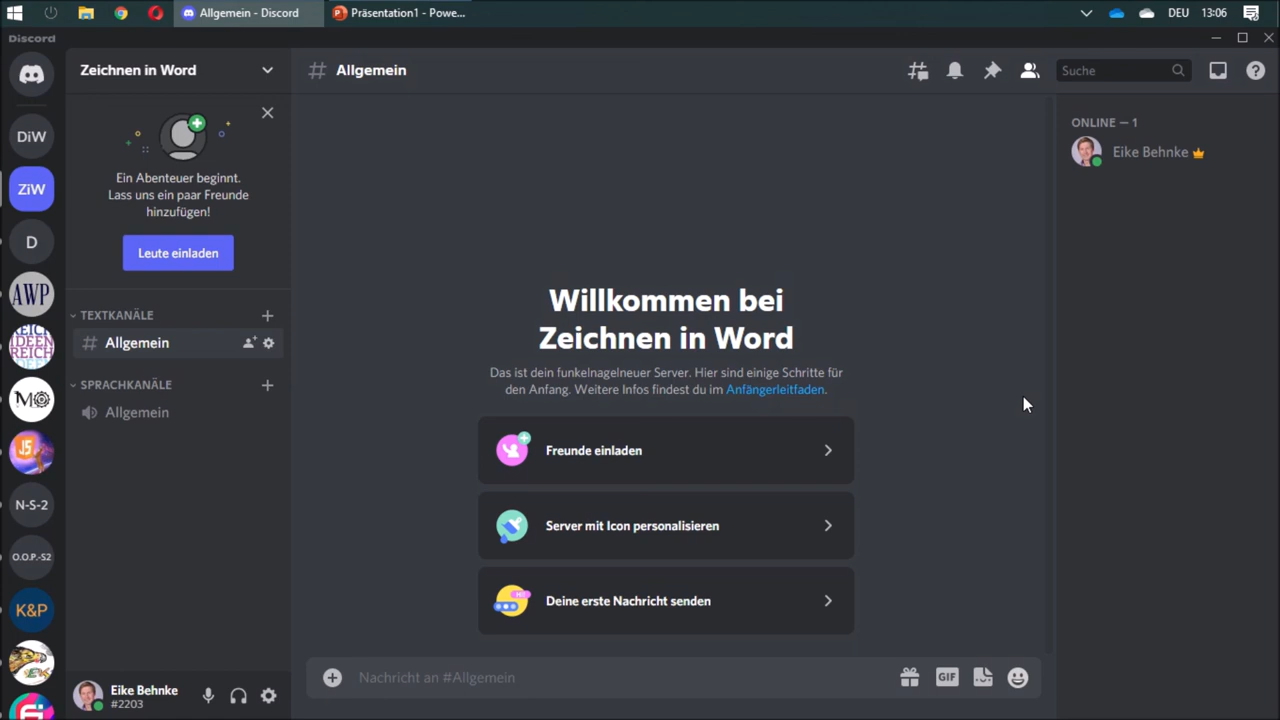 Allgemein - Discord
Präsentation1 - Powe...
DEU
13:06
Discord
Zeichnen in Word
Allgemein
Suche
DiW
ZiW
D
AWP
IDEEN
REICH
M
JS
N-S-2
O.O.P.-S2
K&P
Ein Abenteuer beginnt.
Lass uns ein paar Freunde
hinzufügen!
Leute einladen
TEXTKANÄLE
Allgemein
SPRACHKANÄLE
Allgemein
Eike Behnke
#2203
Willkommen bei
Zeichnen in Word
Das ist dein funkelnagelneuer Server. Hier sind einige Schritte für
den Anfang. Weitere Infos findest du im Anfängerleitfaden.
Freunde einladen
Server mit Icon personalisieren
Deine erste Nachricht senden
Nachricht an #Allgemein
GIF
ONLINE — 1
Eike Behnke